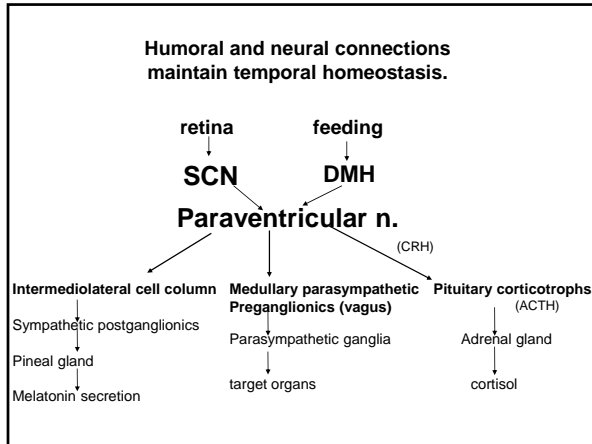 Humoral and neural connections
maintain temporal homeostasis.
retina
feeding
SCN
DMH
Paraventricular n.
(CRH)
Intermediolateral cell column
Sympathetic postganglionics
Pineal gland
Melatonin secretion
Medullary parasympathetic
Preganglionics (vagus)
Parasympathetic ganglia
target organs
Pituitary corticotrophs
(ACTH)
Adrenal gland
cortisol